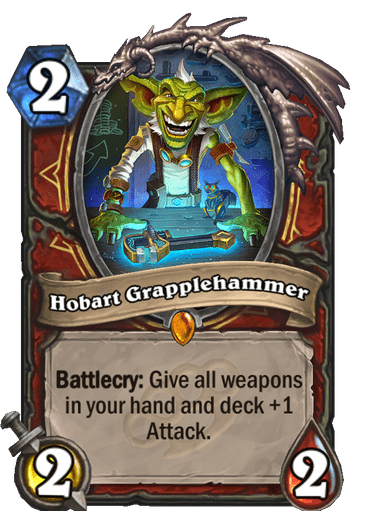 2
Hobart Grapplehammer
Battlecry: Give all weapons
in your hand and deck +1
Attack.
2
2